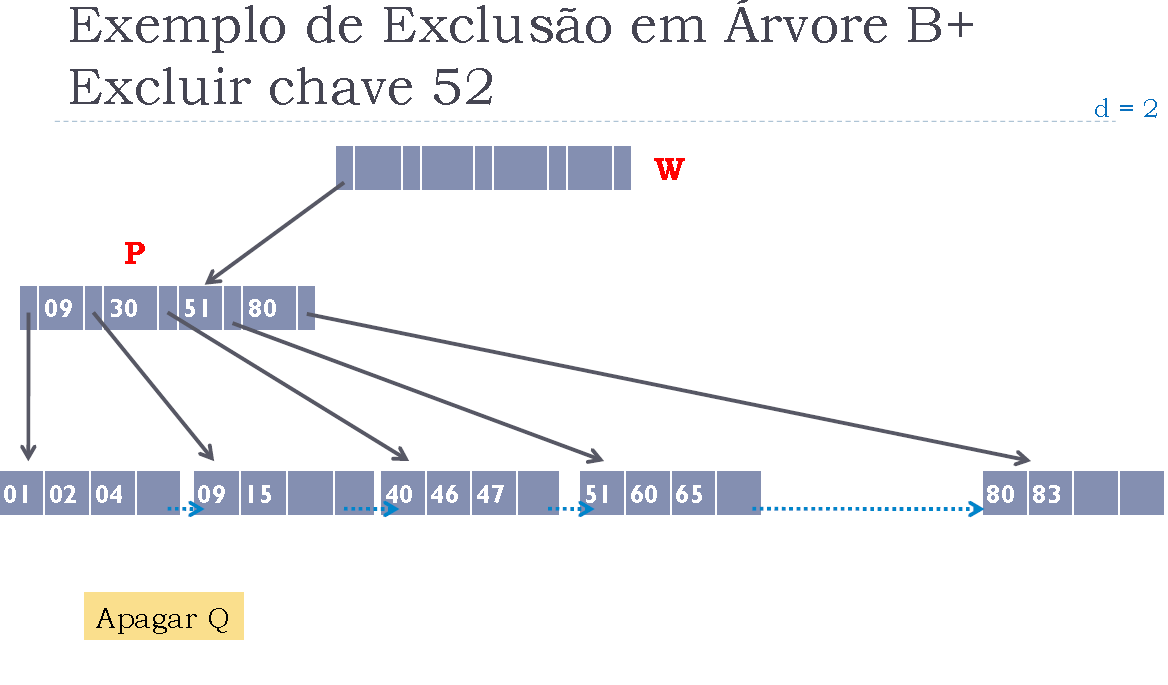 Exemplo de Exclusão em Árvore B+
Excluir chave 52
d = 2
W
P
09 30 51 80
01 02 04 09 15 40 46 47 51 60 65 80 83
Apagar Q